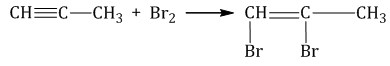 CH≡C—CH₃ + Br₂ ⟶ CH=C—CH₃
Br Br